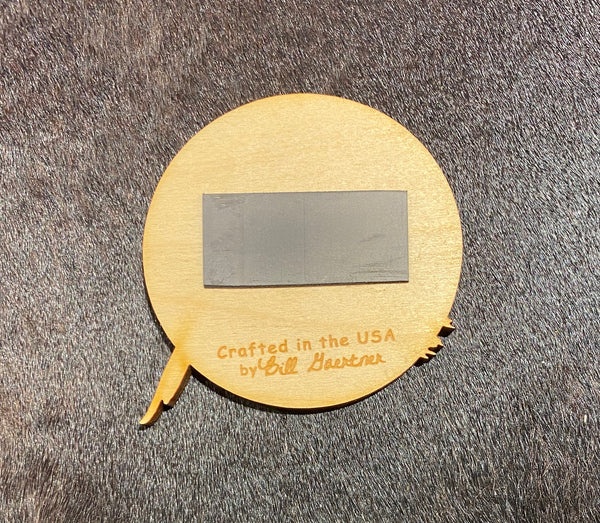 Crafted in the USA
by Bill Gaertner